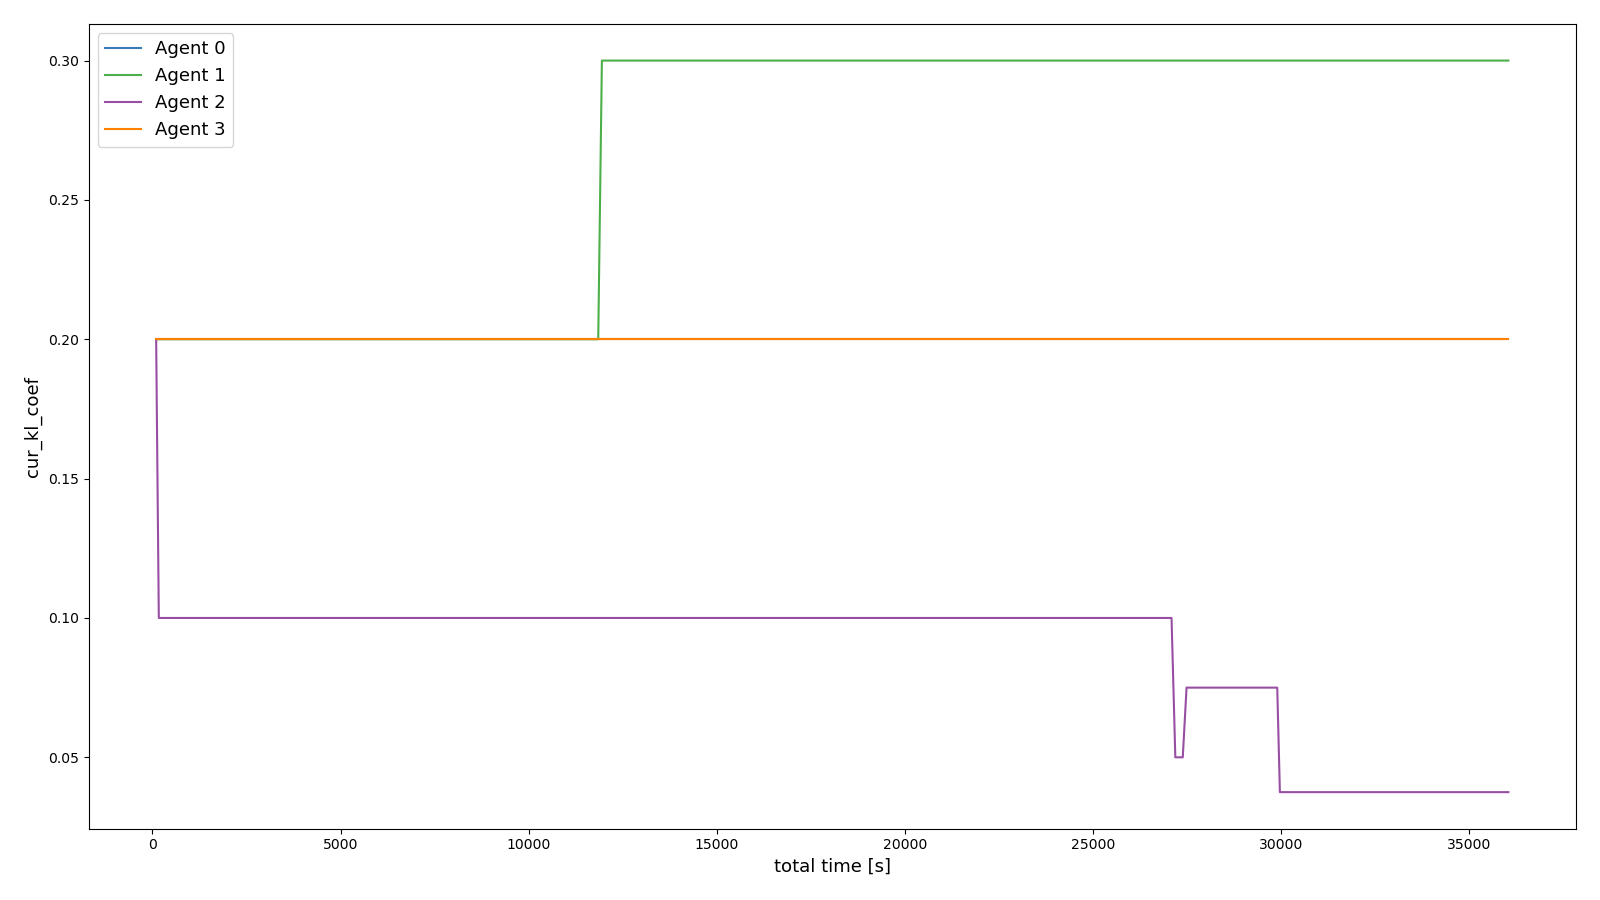 Agent 0
Agent 1
Agent 2
Agent 3
0.30
0.25
0.20
0.15
0.10
0.05
cur_kl_coef
0 5000 10000 15000 20000 25000 30000 35000
total time [s]